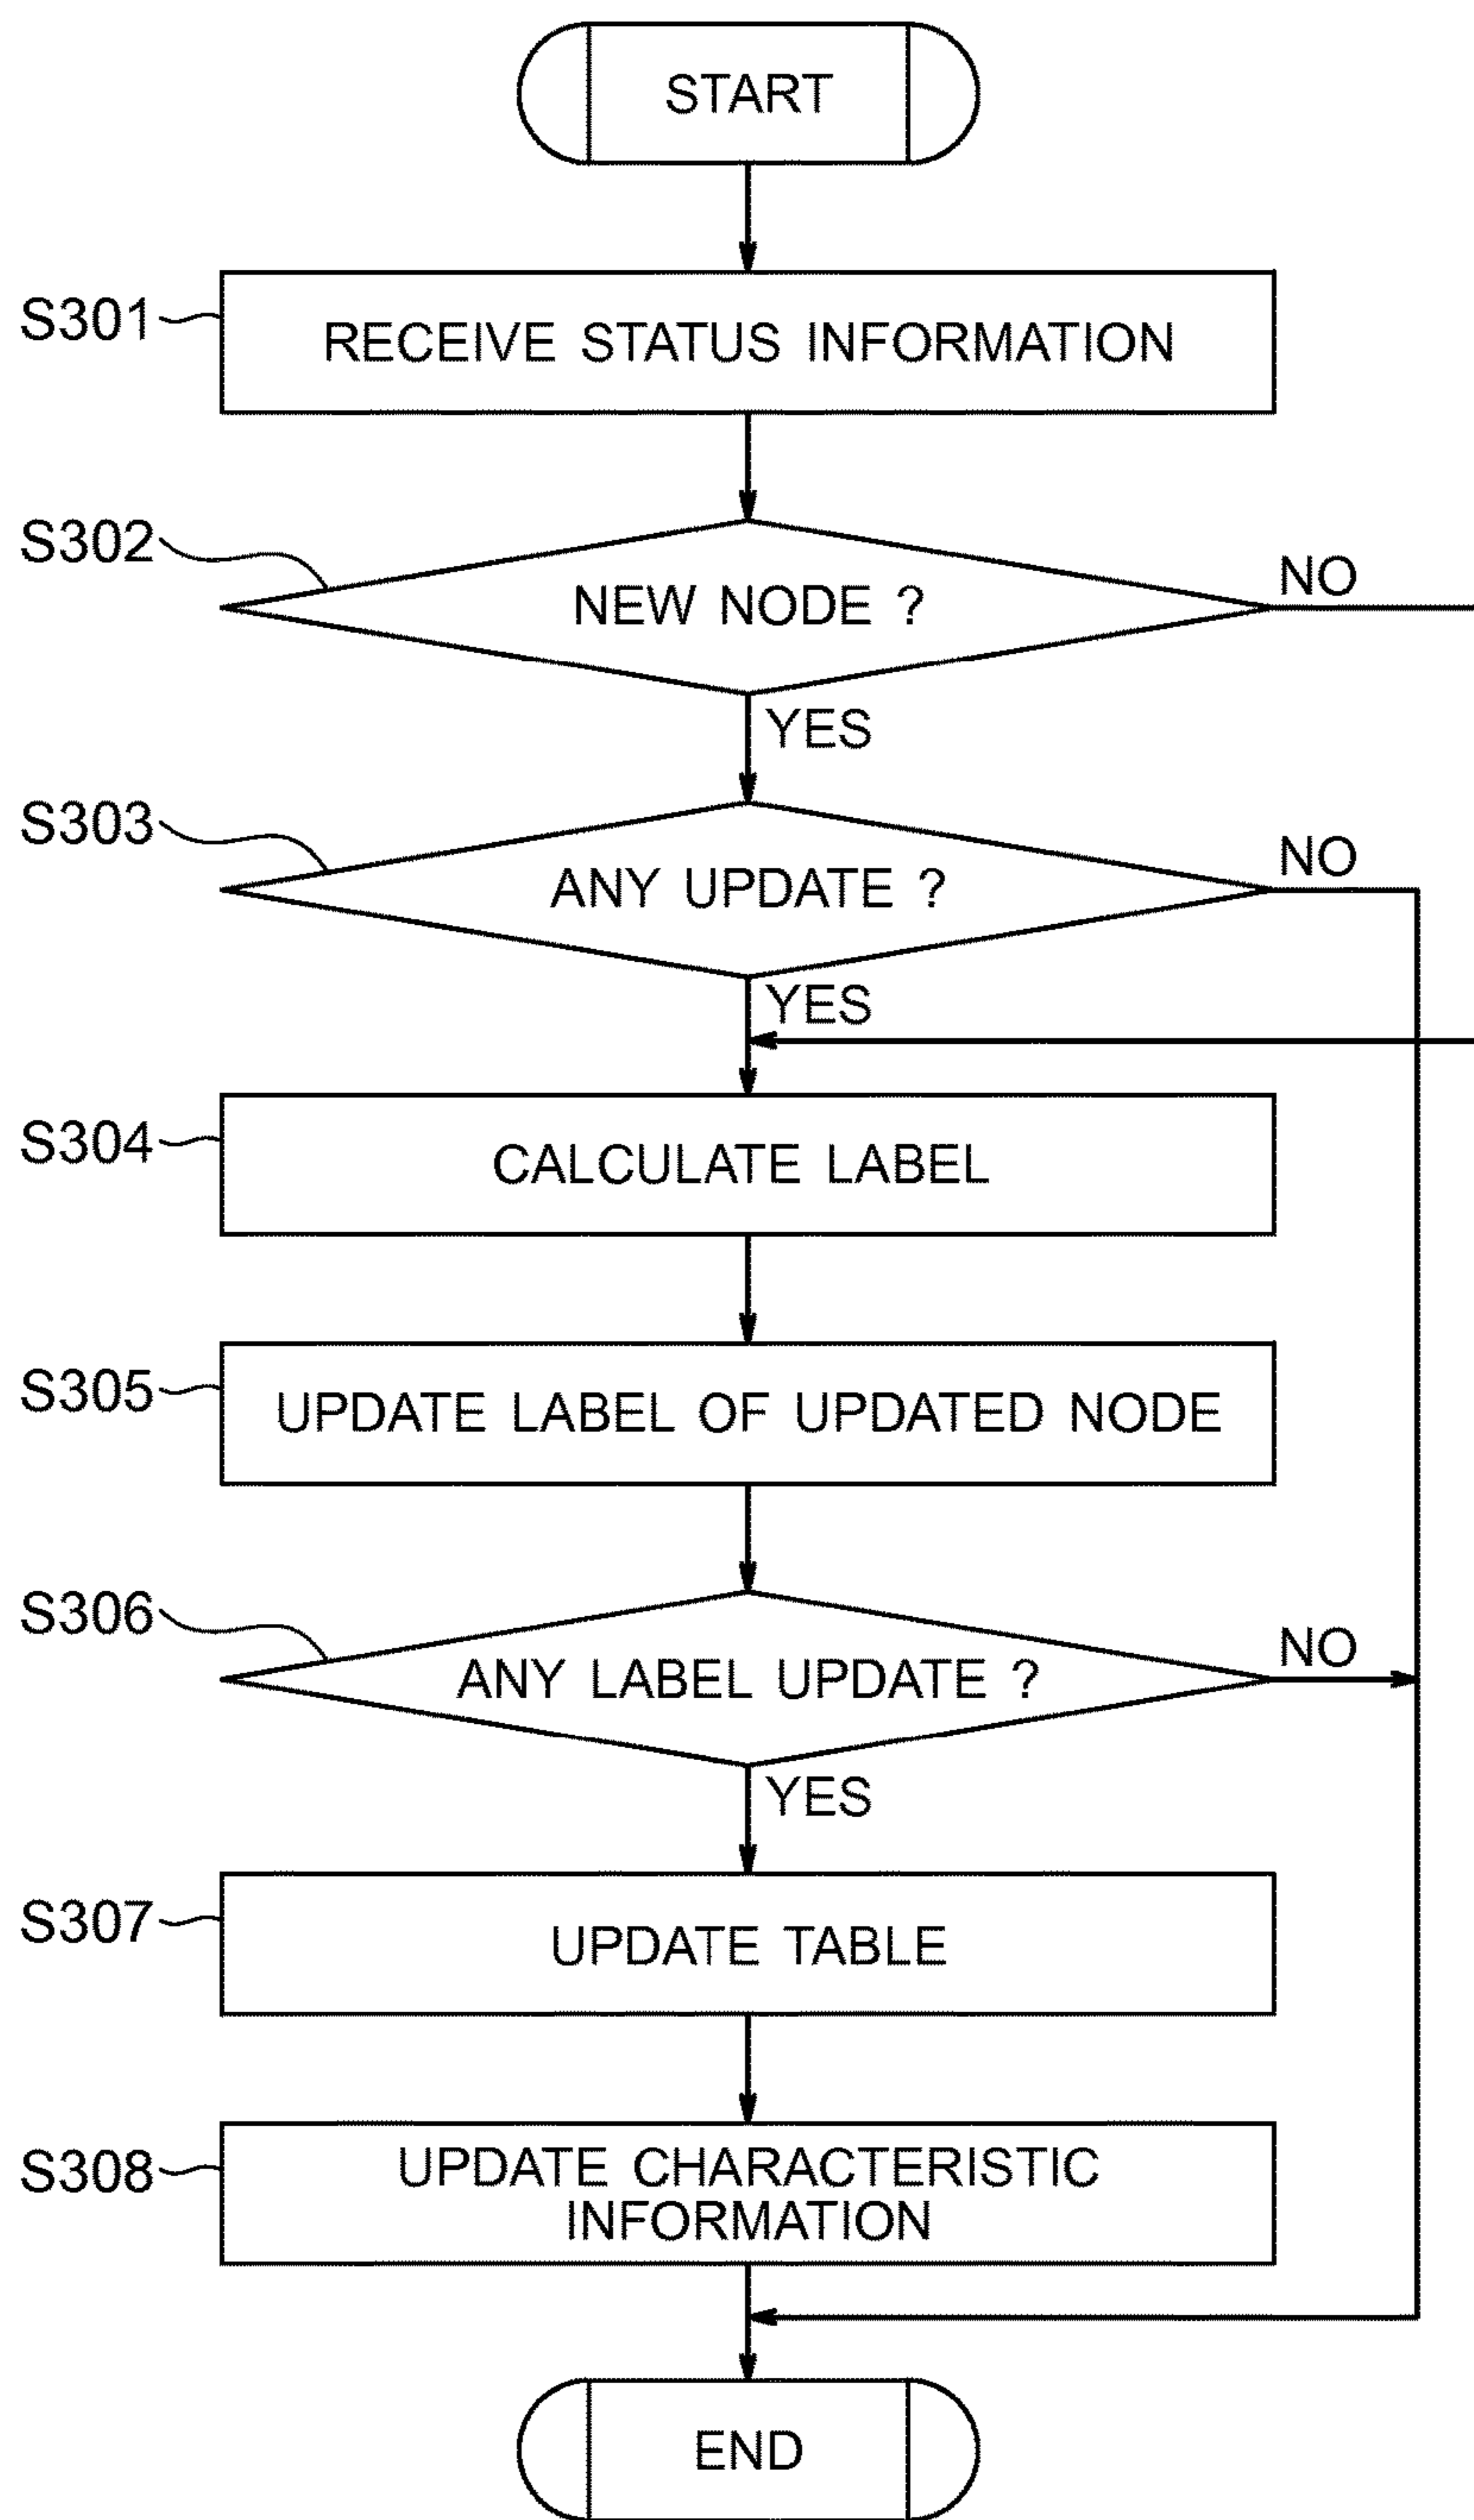 START
S301
RECEIVE STATUS INFORMATION
S302
NEW NODE ?
NO
YES
S303
ANY UPDATE ?
NO
YES
S304
CALCULATE LABEL
S305
UPDATE LABEL OF UPDATED NODE
S306
ANY LABEL UPDATE ?
NO
YES
S307
UPDATE TABLE
S308
UPDATE CHARACTERISTIC
INFORMATION
END